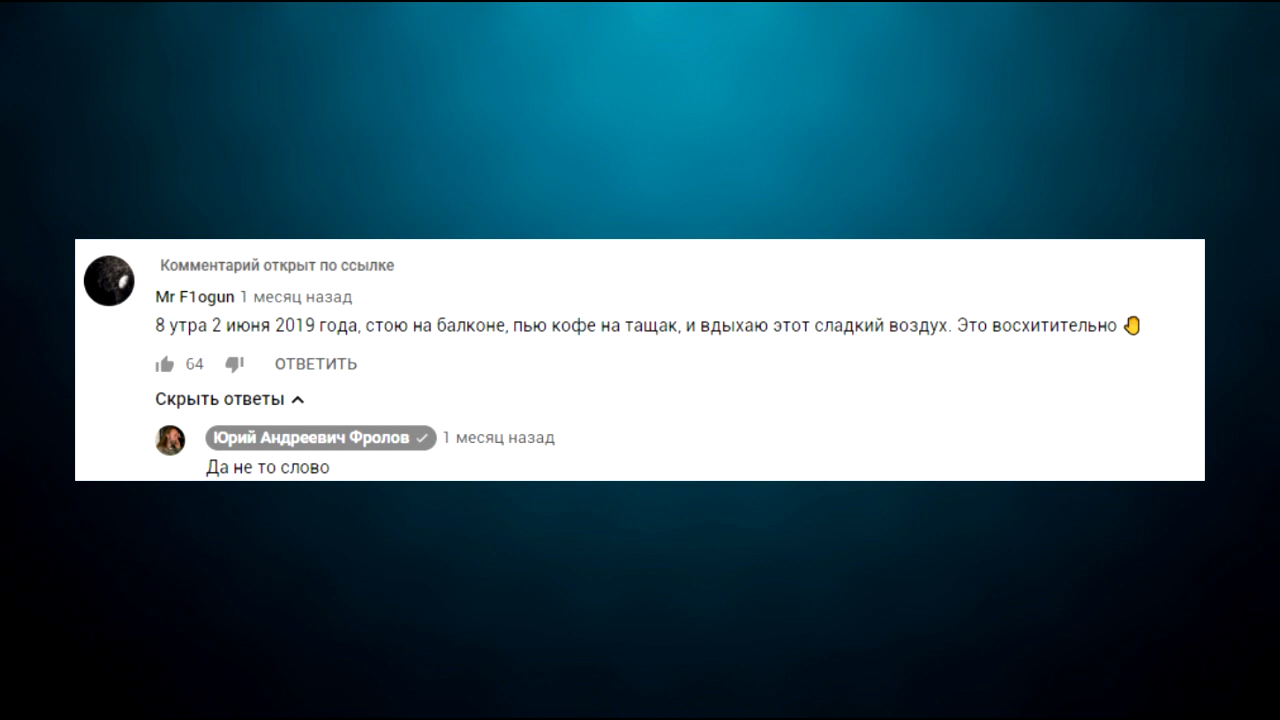 Комментарий открыт по ссылке
Mr F1ogun 1 месяц назад
8 утра 2 июня 2019 года, стою на балконе, пью кофе на тащак, и вдыхаю этот сладкий воздух. Это восхитительно 🤚
64 ОТВЕТИТЬ
Скрыть ответы
Юрий Андреевич Фролов 1 месяц назад
Да не то слово